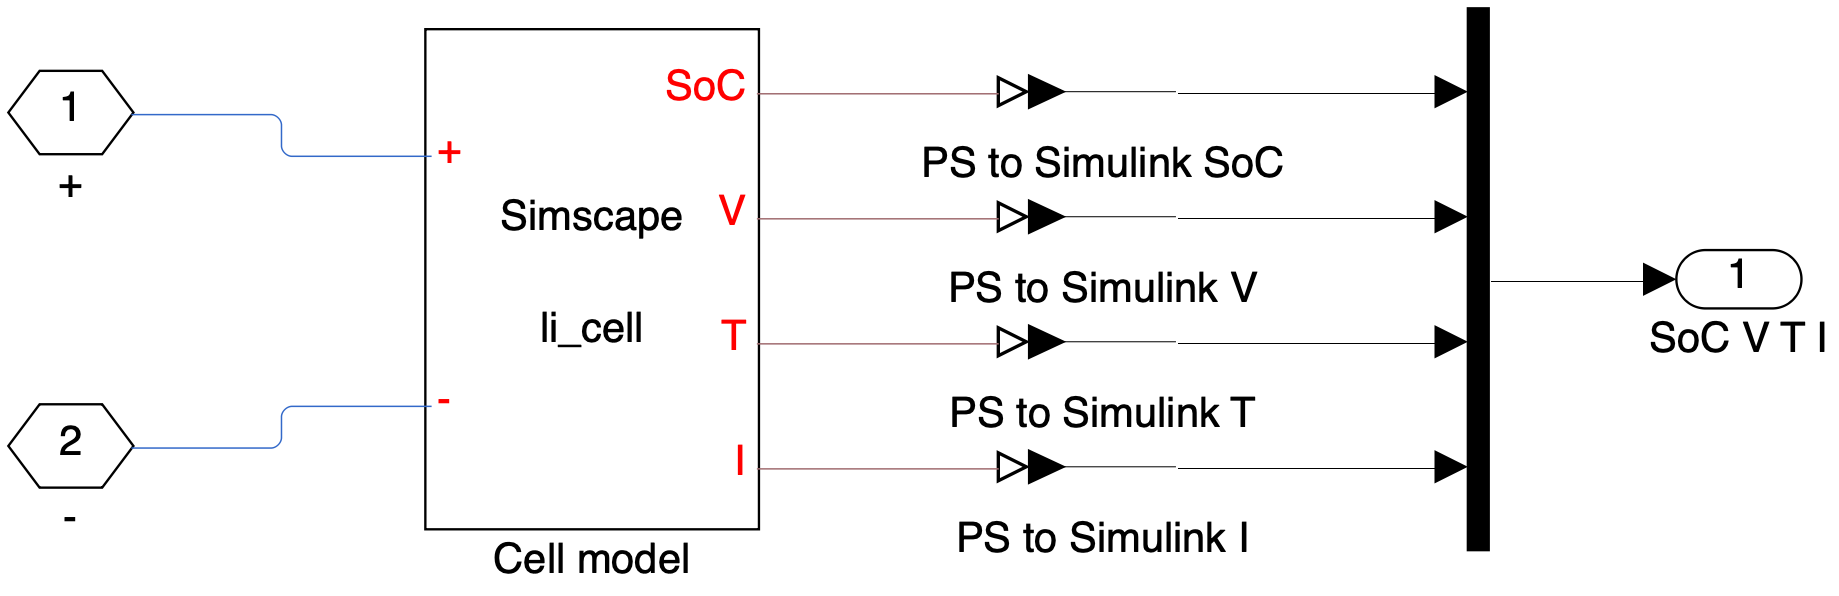 1
+
2
-
SoC
+
V
Simscape
li_cell
T
-
I
Cell model
PS to Simulink SoC
PS to Simulink V
PS to Simulink T
PS to Simulink I
1
SoC V T I